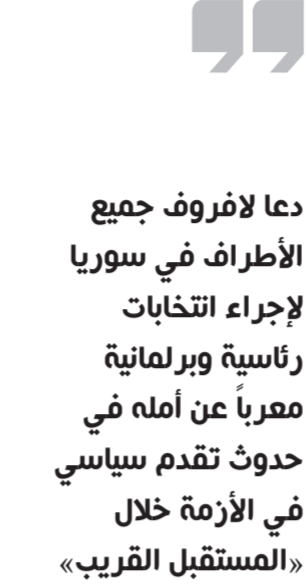 دعا لافروف جميع
الأطراف في سوريا
لإجراء انتخابات
رئاسية وبرلمانية
معرباً عن أمله في
حدوث تقدم سياسي
في الأزمة خلال
«المستقبل القريب»